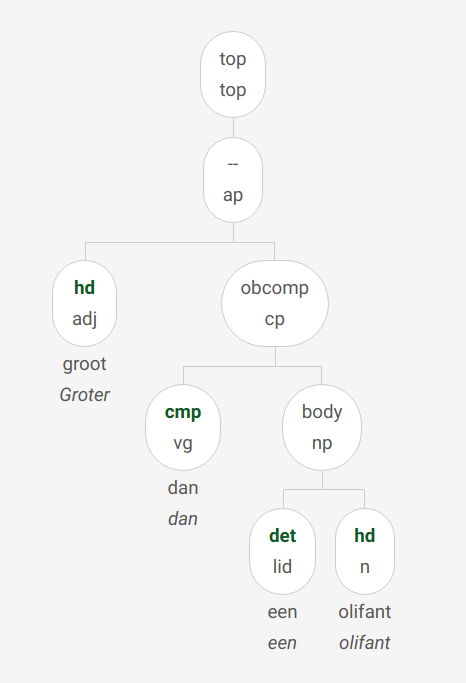 top
top
--
ap
hd
adj
groot
Groter
obcomp
cp
cmp
vg
dan
dan
body
np
det
lid
een
een
hd
n
olifant
olifant